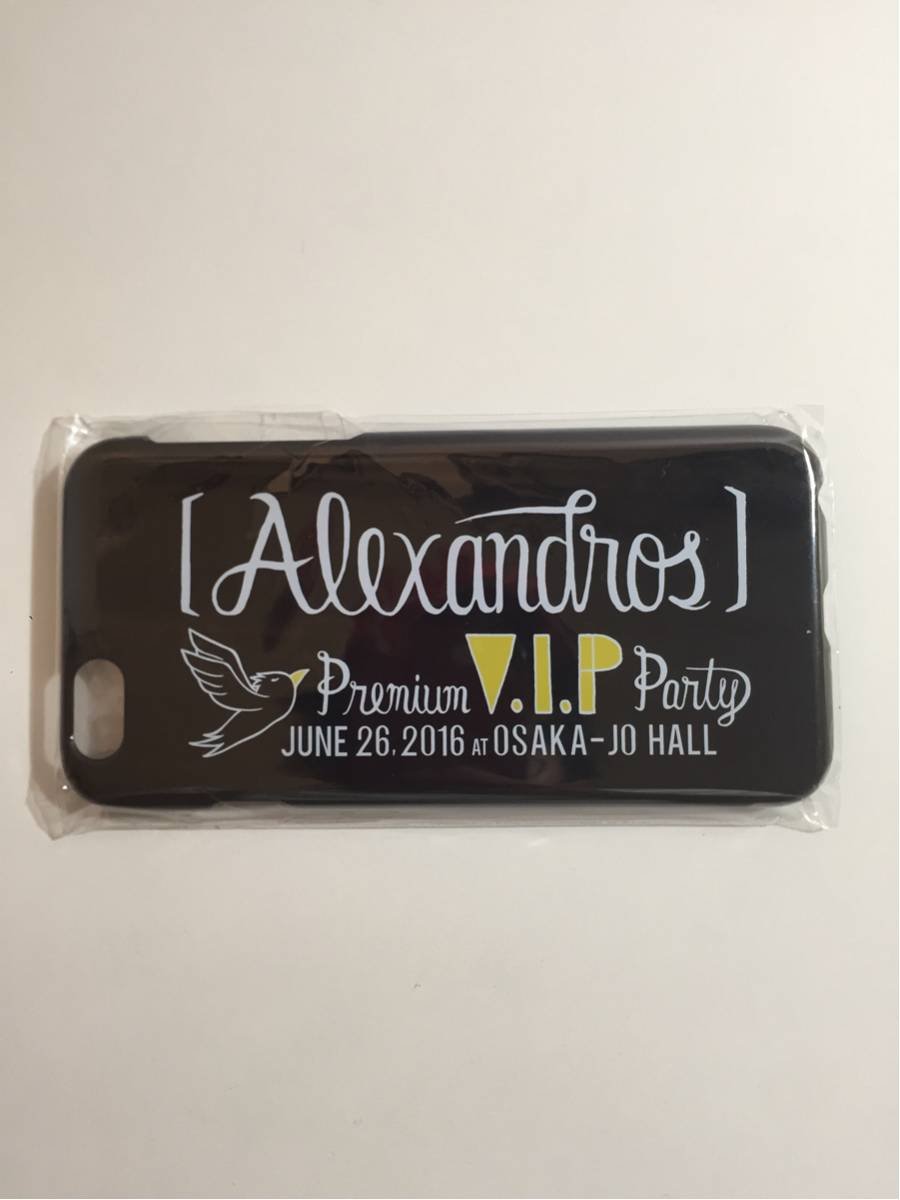 [Alexandros]
Premium V.I.P Party
JUNE 26, 2016 AT OSAKA-JO HALL